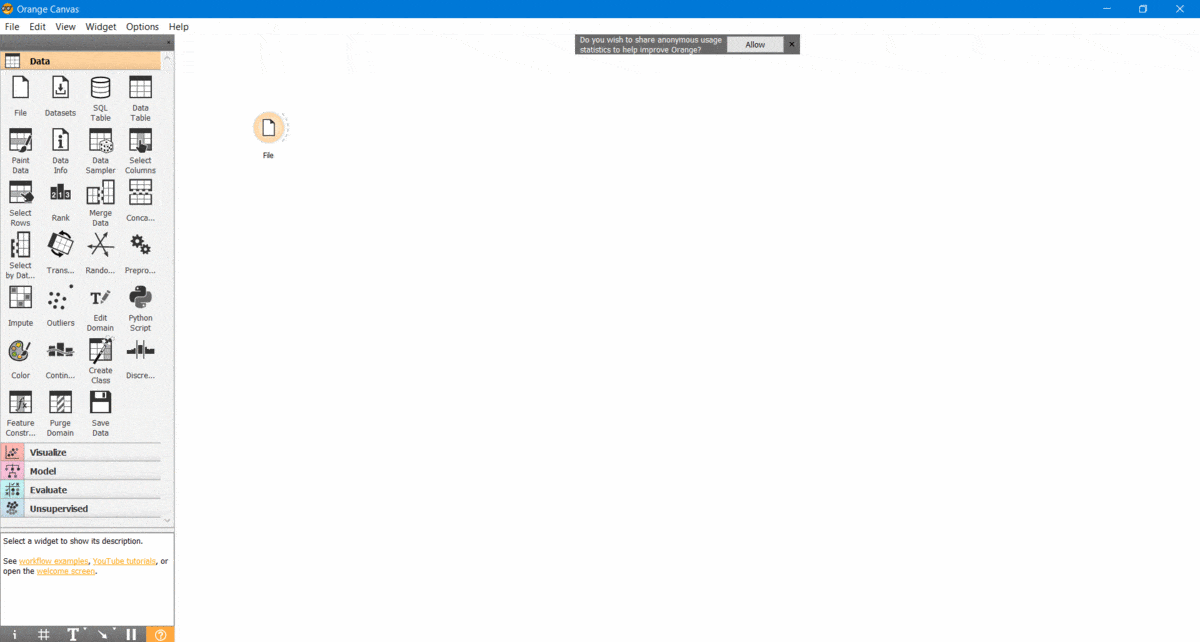 Orange Canvas
File Edit View Widget Options Help
Do you wish to share anonymous usage
statistics to help improve Orange?
Allow
Data
File
Datasets
SQL
Table
Data
Table
Paint
Data
Data
Info
Data
Sampler
Select
Columns
Select
Rows
Rank
Merge
Data
Conca...
Select
by Dat...
Trans...
Rando...
Prepro...
Impute
Outliers
Edit
Domain
Python
Script
Color
Contin...
Create
Class
Discre...
Feature
Constr...
Purge
Domain
Save
Data
Visualize
Model
Evaluate
Unsupervised
File
Select a widget to show its description.
See workflow examples, YouTube tutorials, or
open the welcome screen.